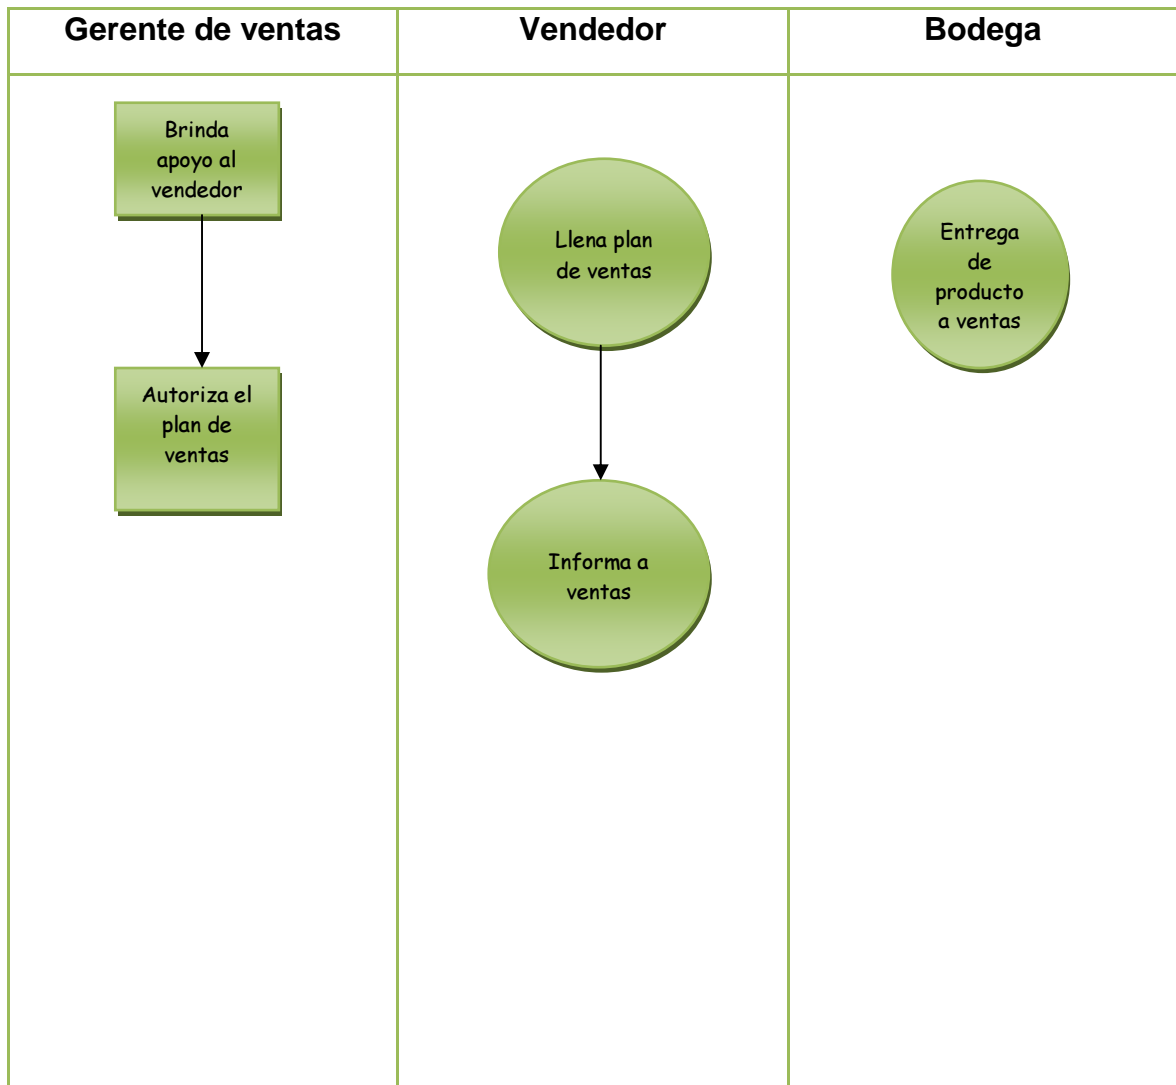 Gerente de ventas
Vendedor
Bodega
Brinda
apoyo al
vendedor
Autoriza el
plan de
ventas
Llena plan
de ventas
Informa a
ventas
Entrega
de
producto
a ventas